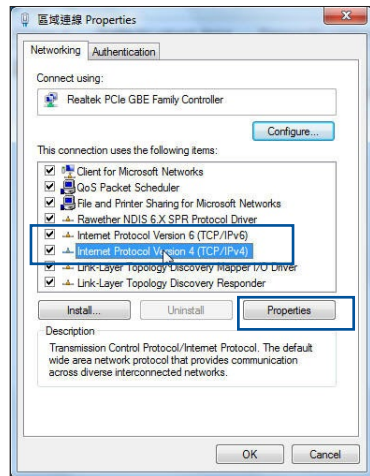 區域連線 Properties
Networking Authentication
Connect using:
Realtek PCIe GBE Family Controller
Configure...
This connection uses the following items:
Client for Microsoft Networks
QoS Packet Scheduler
File and Printer Sharing for Microsoft Networks
Rawether NDIS 6.X SPR Protocol Driver
Internet Protocol Version 6 (TCP/IPv6)
Internet Protocol Version 4 (TCP/IPv4)
Link-Layer Topology Discovery Mapper I/O Driver
Link-Layer Topology Discovery Responder
Install... Uninstall Properties
Description
Transmission Control Protocol/Internet Protocol. The default
wide area network protocol that provides communication
across diverse interconnected networks.
OK Cancel